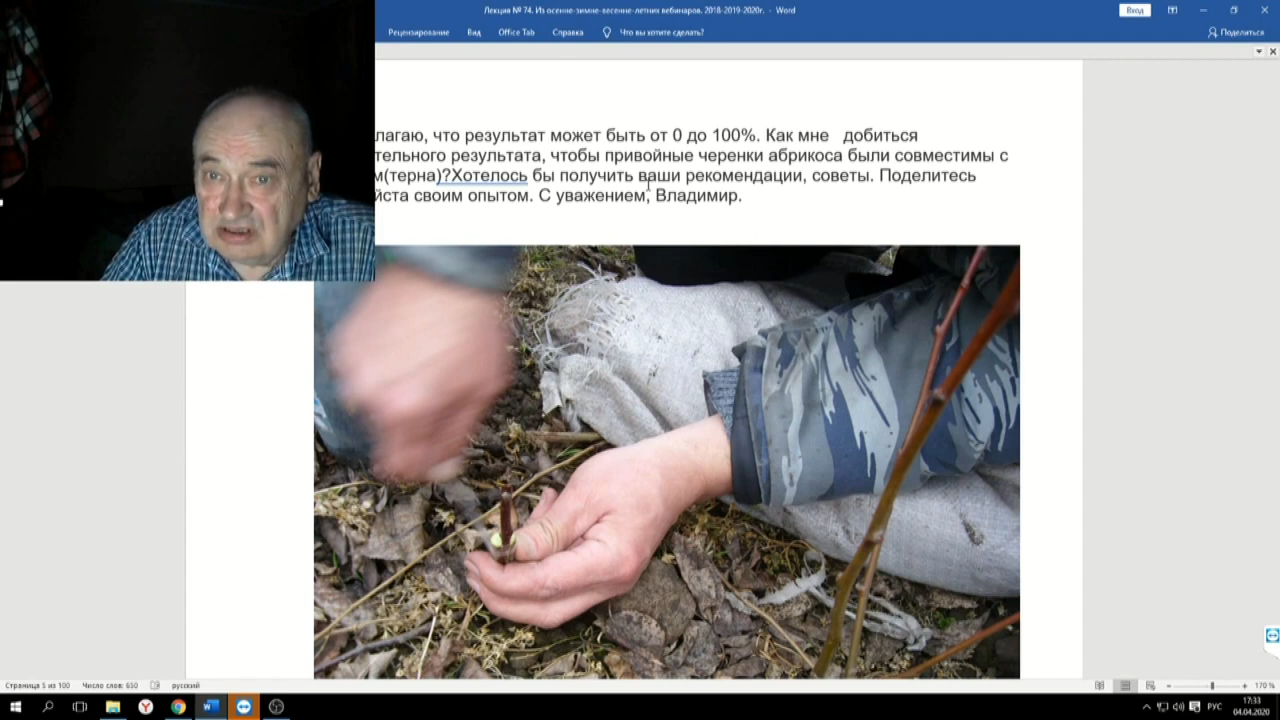 Лекция № 74. Из осенне-зимне-весенне-летних вебинаров. 2018-2019-2020г. - Word
Вход
Рецензирование Вид Office Tab Справка Что вы хотите сделать? Поделиться
лагаю, что результат может быть от 0 до 100%. Как мне добиться
тельного результата, чтобы привойные черенки абрикоса были совместимы с
м(терна)?Хотелось бы получить ваши рекомендации, советы. Поделитесь
йста своим опытом. С уважением, Владимир.
Страница 5 из 100 Число слов: 650 русский 170 %
РУС 17:33
04.04.2020